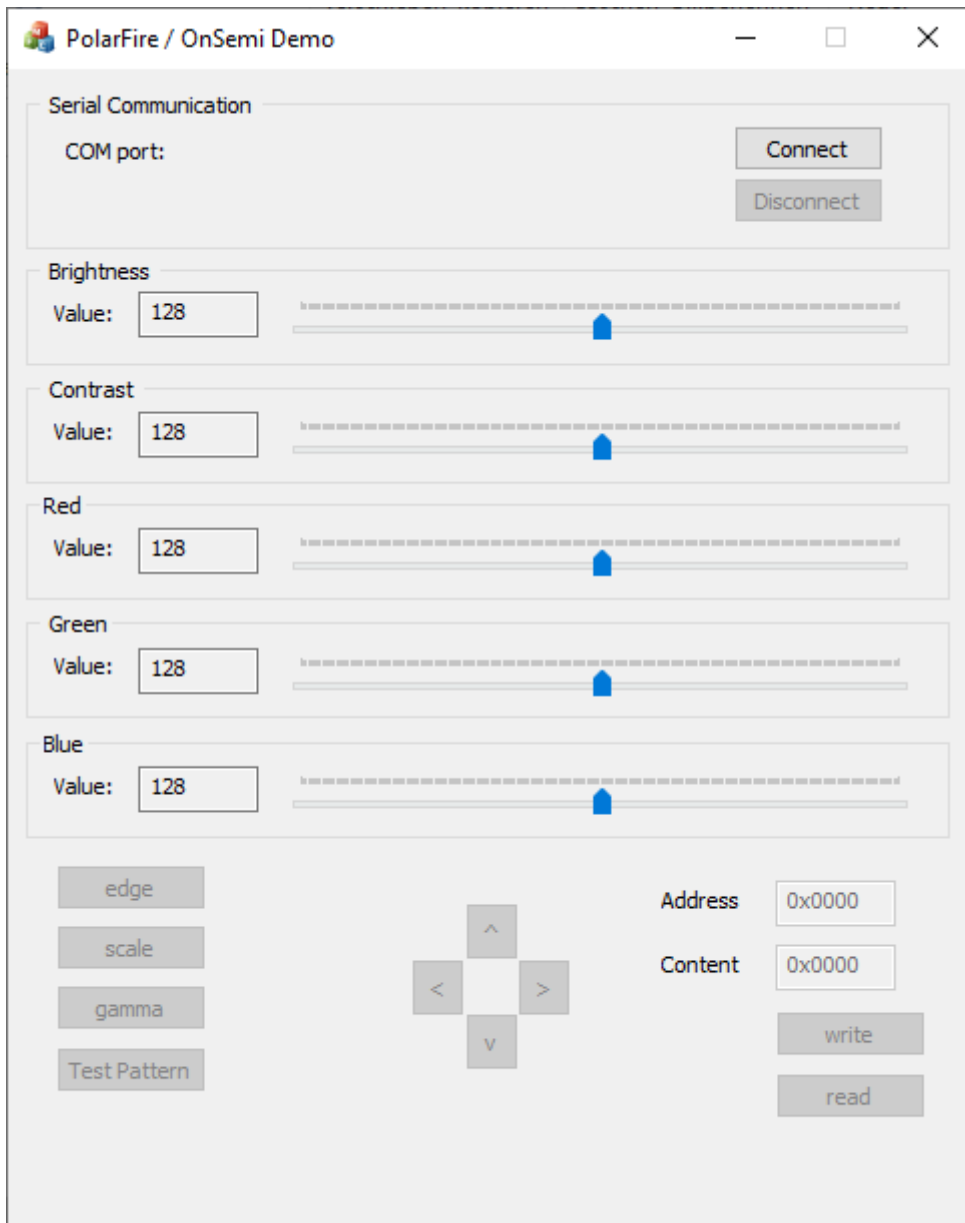 PolarFire / OnSemi Demo
Serial Communication
COM port:
Connect
Disconnect
Brightness
Value: 128
Contrast
Value: 128
Red
Value: 128
Green
Value: 128
Blue
Value: 128
edge
scale
gamma
Test Pattern
^
< >
v
Address 0x0000
Content 0x0000
write
read